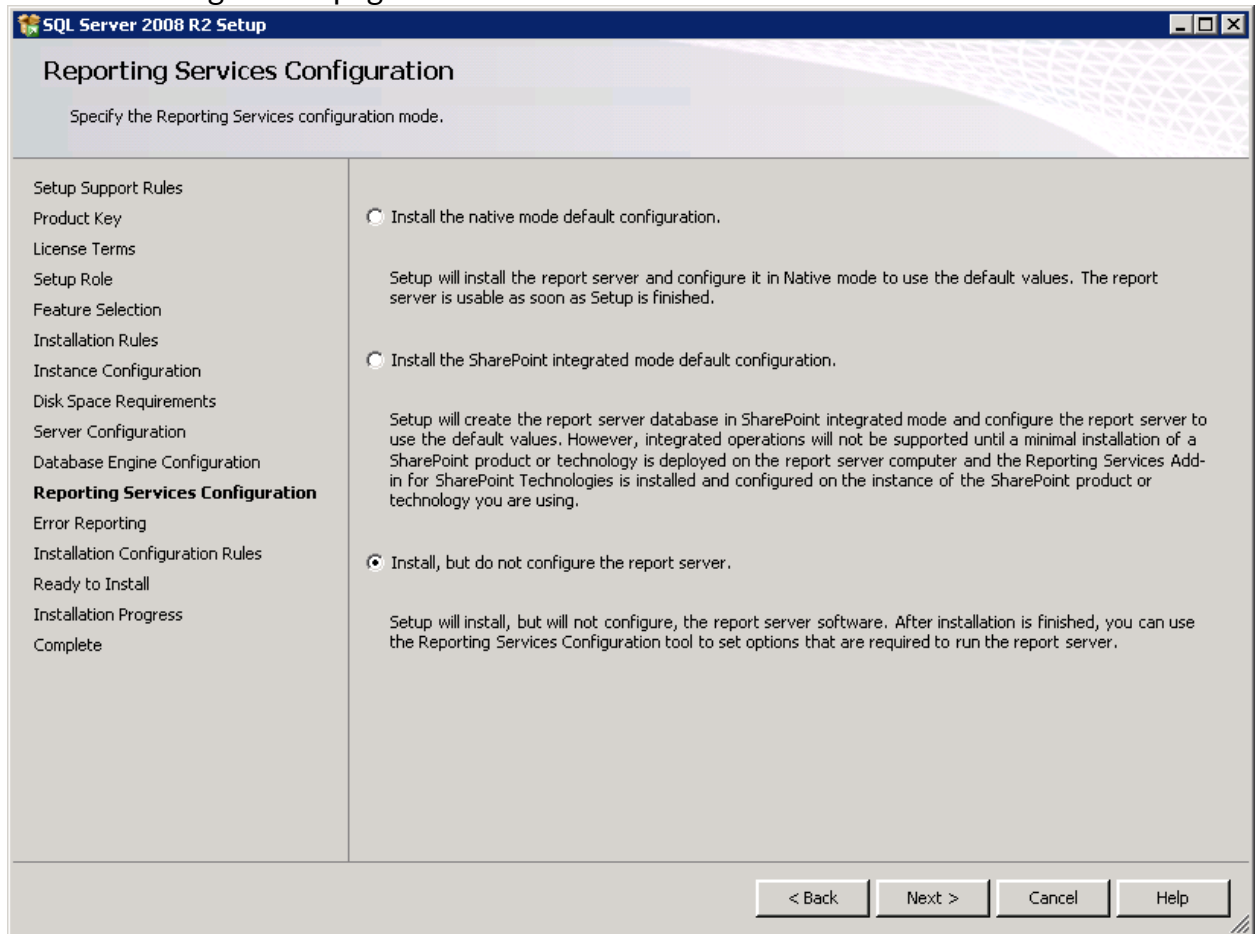 SQL Server 2008 R2 Setup
Reporting Services Configuration
Specify the Reporting Services configuration mode.
Setup Support Rules
Product Key
License Terms
Setup Role
Feature Selection
Installation Rules
Instance Configuration
Disk Space Requirements
Server Configuration
Database Engine Configuration
Reporting Services Configuration
Error Reporting
Installation Configuration Rules
Ready to Install
Installation Progress
Complete
Install the native mode default configuration.
Setup will install the report server and configure it in Native mode to use the default values. The report
server is usable as soon as Setup is finished.
Install the SharePoint integrated mode default configuration.
Setup will create the report server database in SharePoint integrated mode and configure the report server to
use the default values. However, integrated operations will not be supported until a minimal installation of a
SharePoint product or technology is deployed on the report server computer and the Reporting Services Add-
in for SharePoint Technologies is installed and configured on the instance of the SharePoint product or
technology you are using.
Install, but do not configure the report server.
Setup will install, but will not configure, the report server software. After installation is finished, you can use
the Reporting Services Configuration tool to set options that are required to run the report server.
< Back
Next >
Cancel
Help